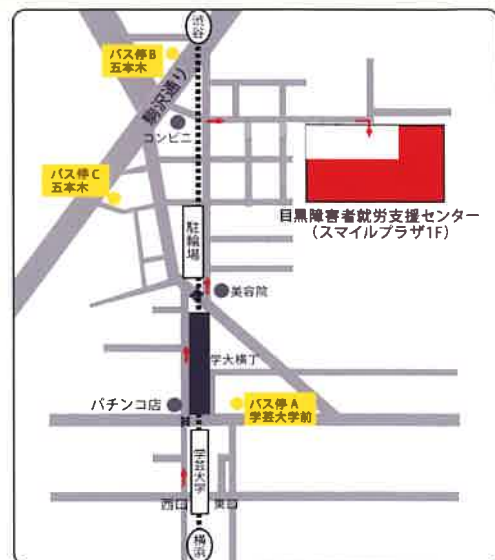 渋谷
バス停B
五本木
駒沢通り
コンビニ
バス停C
五本木
目黒障害者就労支援センター
(スマイルプラザ1F)
駐輪場
美容院
学大横丁
パチンコ店
バス停A
学芸大学前
学芸大学
西口
東口
横浜